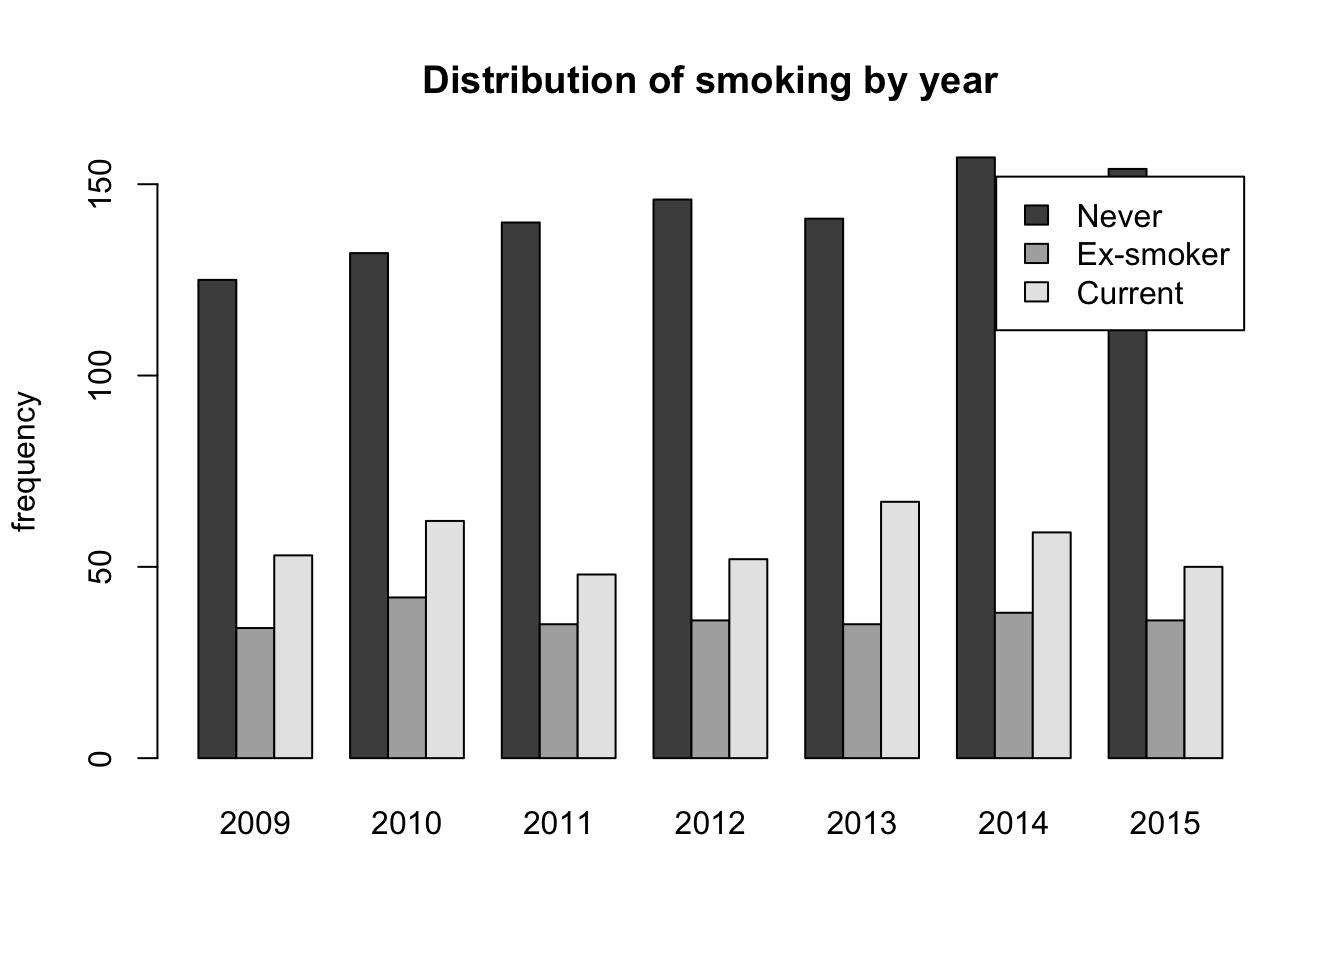 Distribution of smoking by year
150
100
50
0
frequency
Never
Ex-smoker
Current
2009 2010 2011 2012 2013 2014 2015